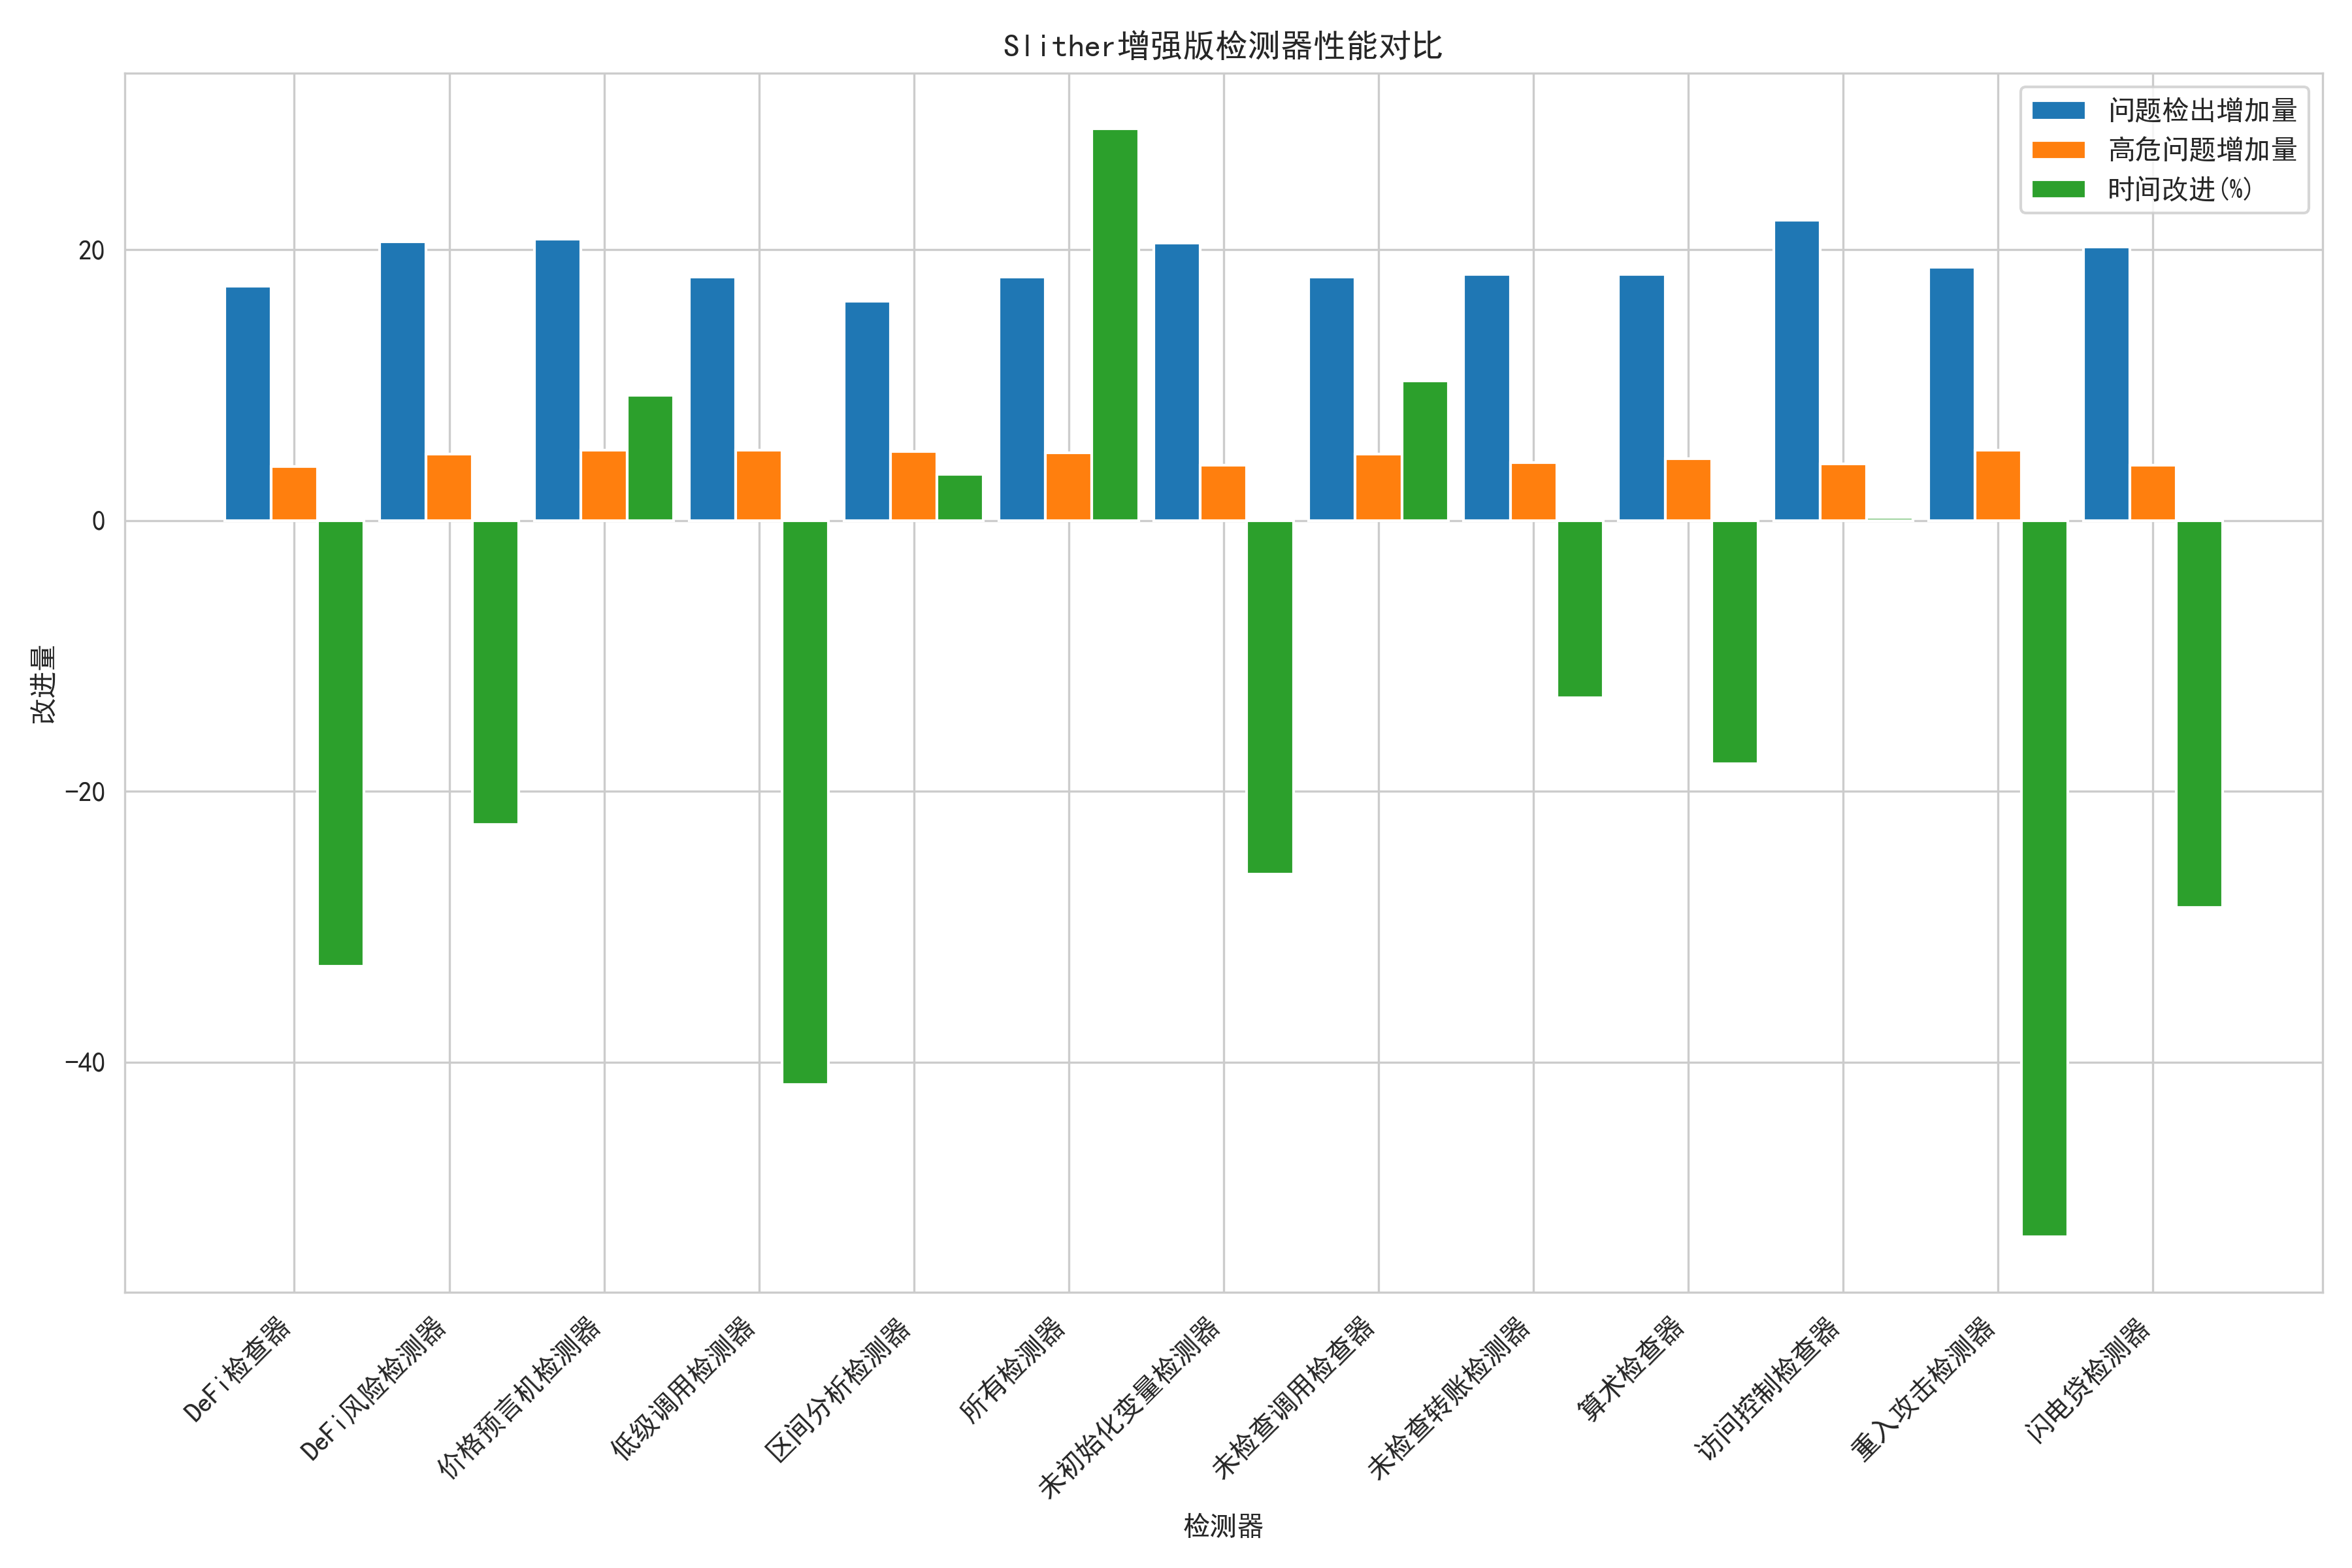 Slither增强版检测器性能对比
问题检出增加量
高危问题增加量
时间改进(%)
改进量
20
0
−20
−40
DeFi检查器
DeFi风险检测器
价格预言机检测器
低级调用检测器
区间分析检测器
所有检测器
未初始化变量检测器
未检查调用检查器
未检查转账检测器
算术检查器
访问控制检查器
重入攻击检测器
闪电贷检测器
检测器